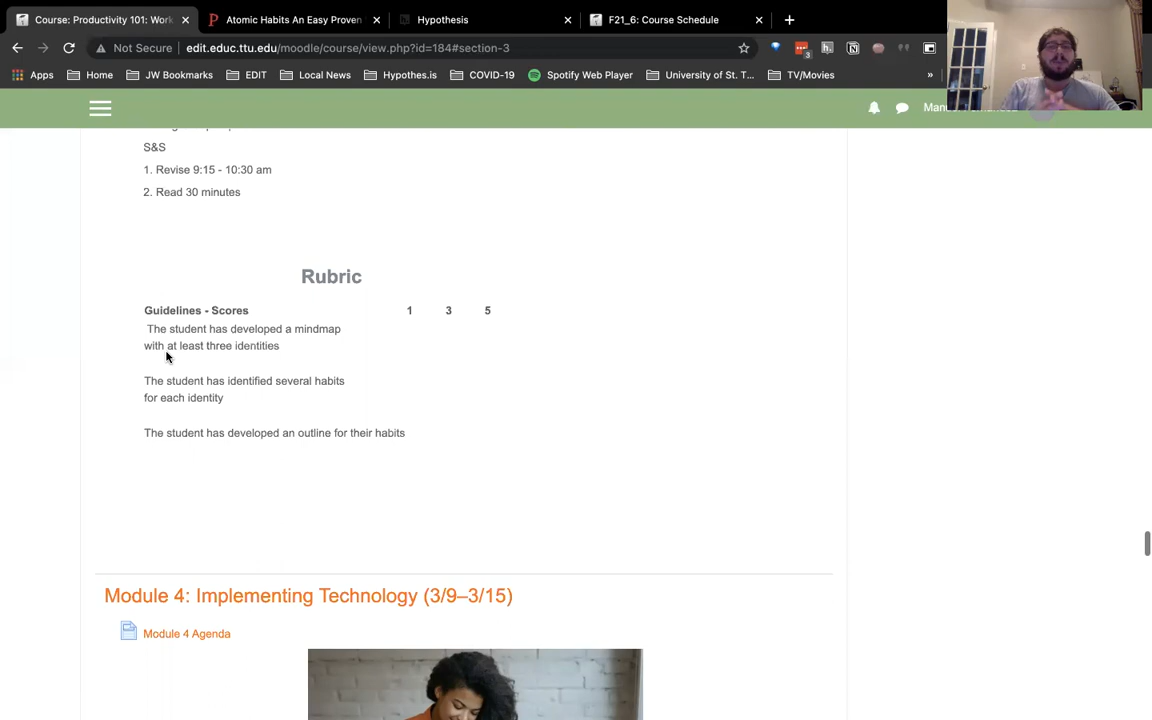 Course: Productivity 101: Work
Atomic Habits An Easy Proven
Hypothesis
F21_6: Course Schedule
Not Secure
edit.educ.ttu.edu/moodle/course/view.php?id=184#section-3
Apps
Home
JW Bookmarks
EDIT
Local News
Hypothes.is
COVID-19
Spotify Web Player
University of St. T...
TV/Movies
»
S&S
1. Revise 9:15 - 10:30 am
2. Read 30 minutes
Rubric
Guidelines - Scores 1 3 5
The student has developed a mindmap
with at least three identities
The student has identified several habits
for each identity
The student has developed an outline for their habits
Module 4: Implementing Technology (3/9–3/15)
Module 4 Agenda